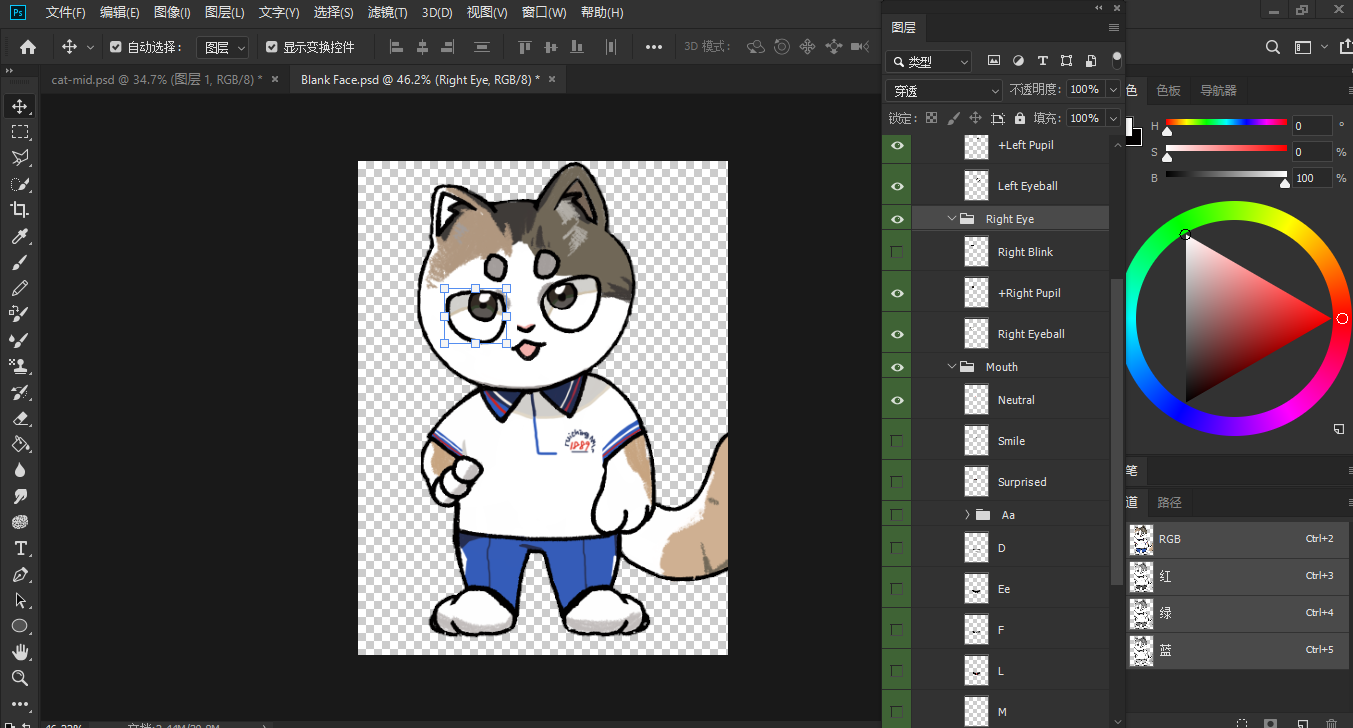 Ps 文件(F) 编辑(E) 图像(I) 图层(L) 文字(Y) 选择(S) 滤镜(T) 3D(D) 视图(V) 窗口(W) 帮助(H)
自动选择： 图层 显示变换控件 3D 模式：
cat-mid.psd @ 34.7% (图层 1, RGB/8) *
Blank Face.psd @ 46.2% (Right Eye, RGB/8) *
图层
类型
穿透 不透明度： 100%
锁定： 填充： 100%
+Left Pupil
Left Eyeball
Right Eye
Right Blink
+Right Pupil
Right Eyeball
Mouth
Neutral
Smile
Surprised
Aa
D
Ee
F
L
M
色 色板 导航器
H 0 °
S 0 %
B 100 %
笔
道 路径
RGB Ctrl+2
红 Ctrl+3
绿 Ctrl+4
蓝 Ctrl+5
1989